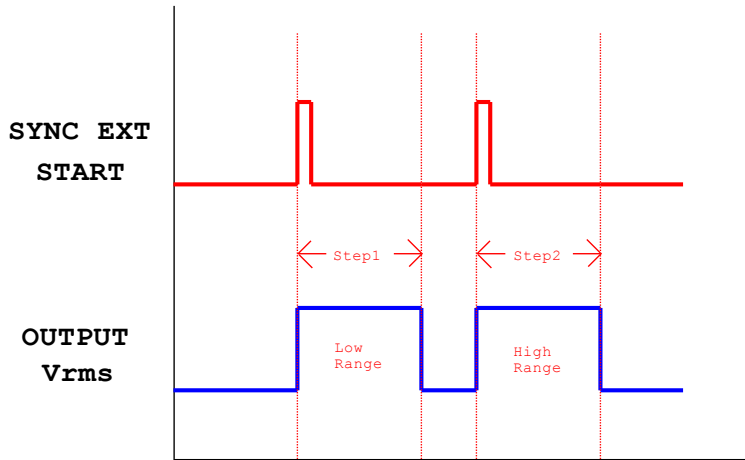 SYNC EXT
START
Step1
Step2
OUTPUT
Vrms
Low
Range
High
Range